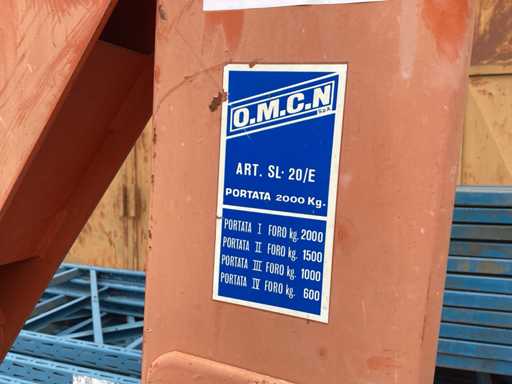 O.M.C.N
S.p.A.
ART. SL· 20/E
PORTATA 2000 Kg.
PORTATA I FORO kg. 2000
PORTATA II FORO kg. 1500
PORTATA III FORO kg. 1000
PORTATA IV FORO kg. 600